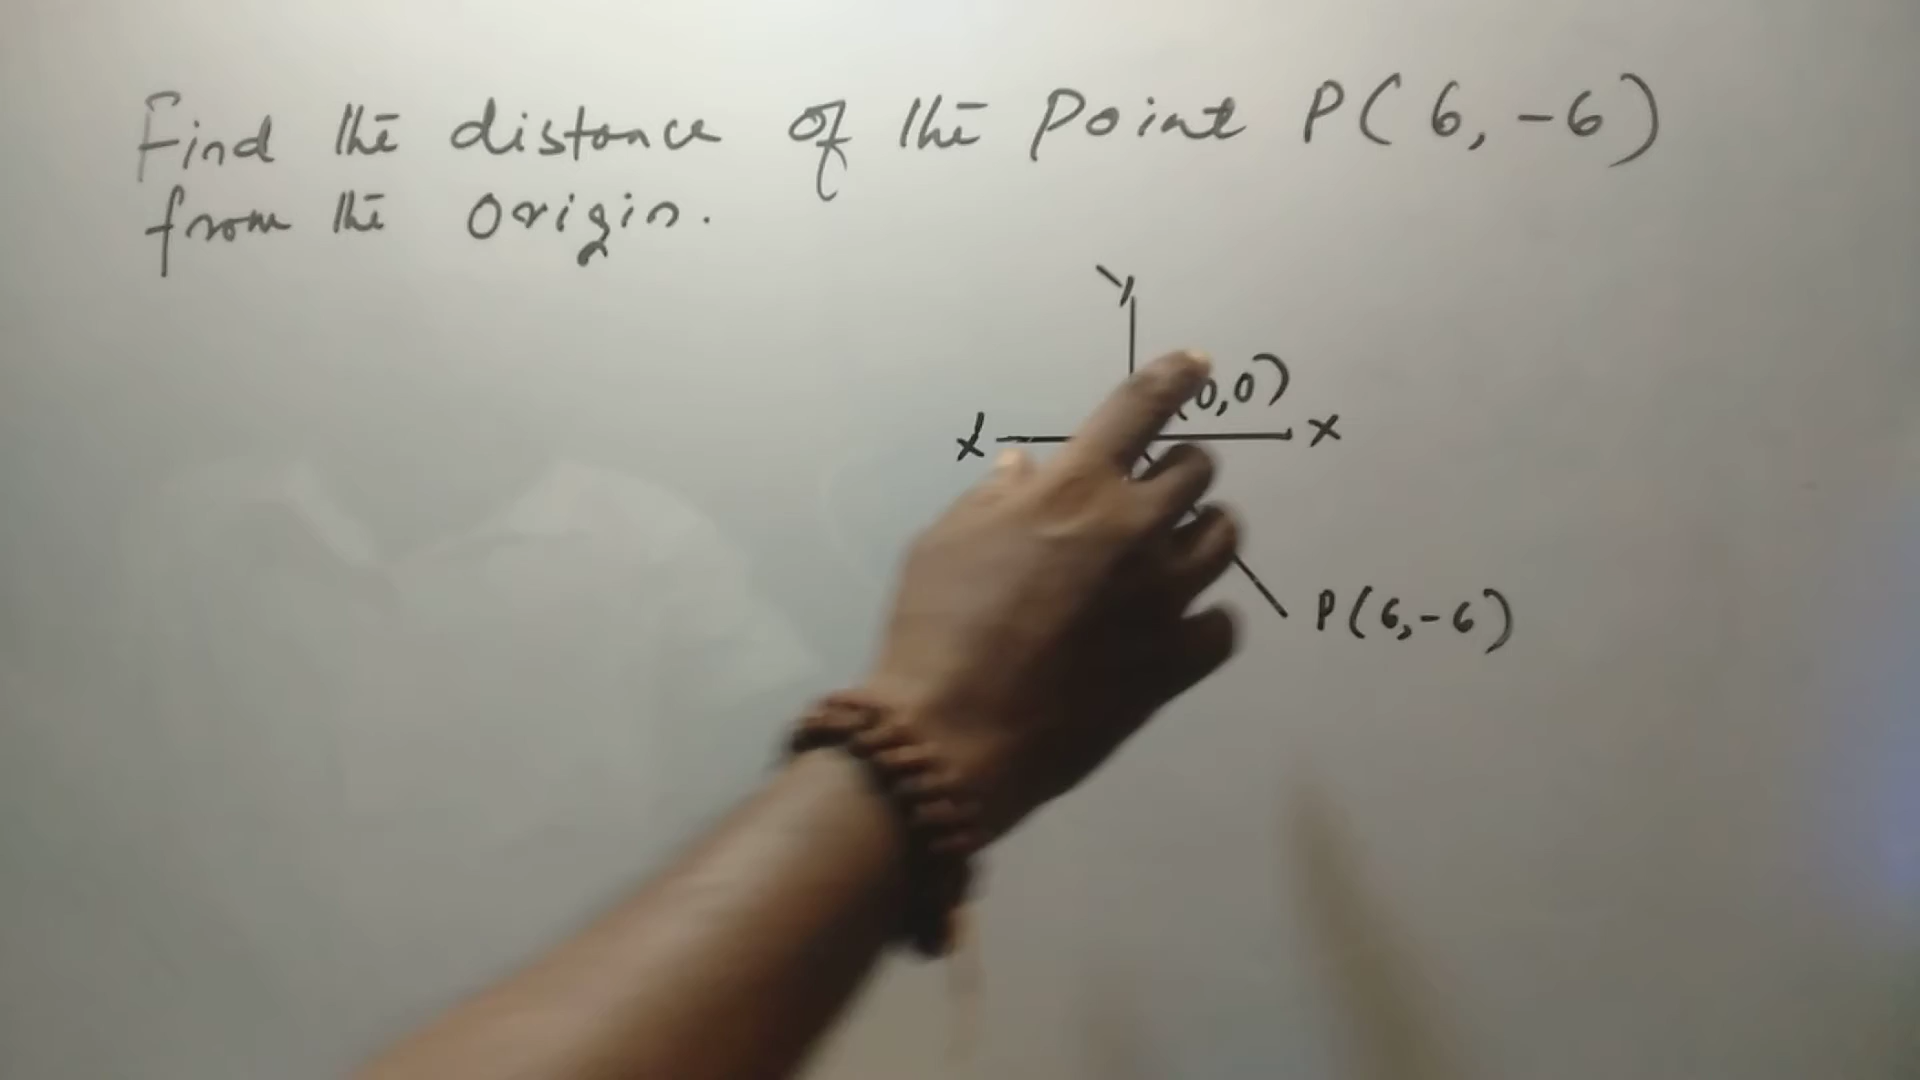 Find the distance of the Point P(6,-6)
from the origin.
Y
(0,0)
X X
P(6,-6)